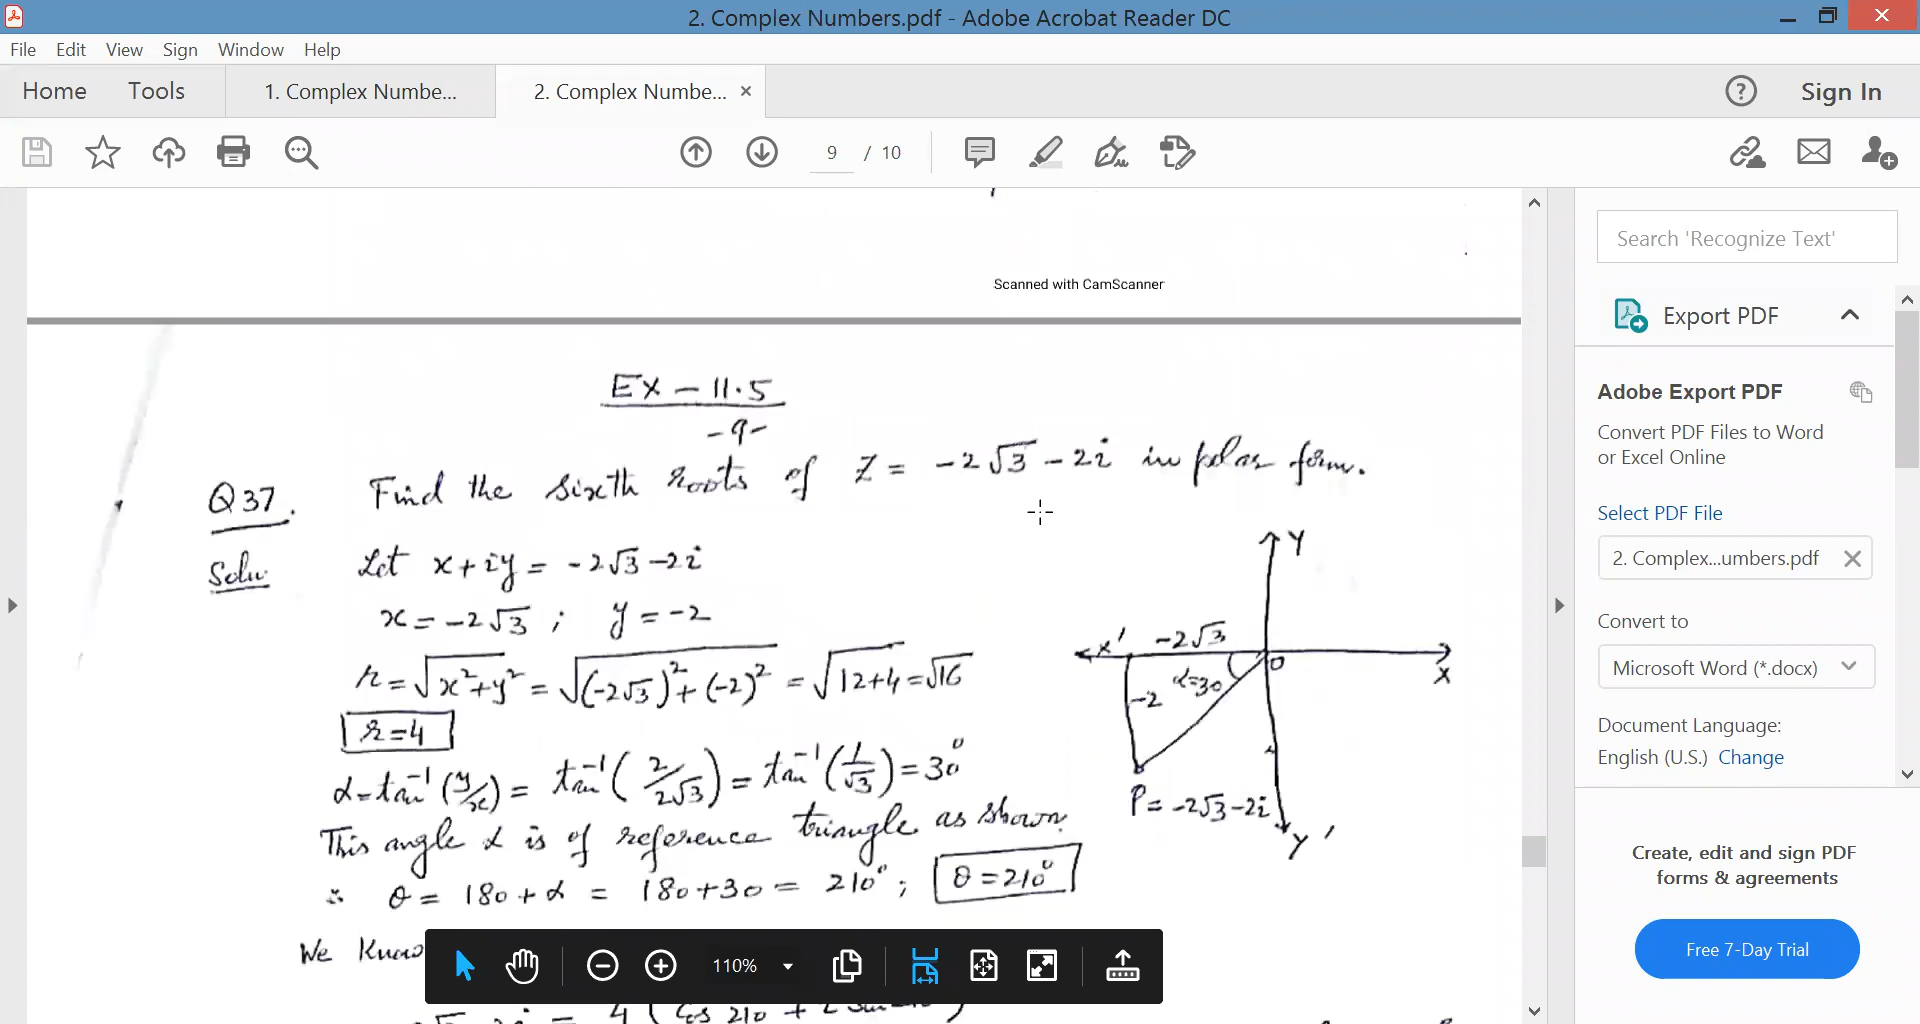 2. Complex Numbers.pdf - Adobe Acrobat Reader DC
File Edit View Sign Window Help
Home Tools 1. Complex Numbe... 2. Complex Numbe... × Sign In
9 / 10
Search 'Recognize Text'
Scanned with CamScanner
Export PDF
Adobe Export PDF
Convert PDF Files to Word
or Excel Online
Select PDF File
2. Complex...umbers.pdf
Convert to
Microsoft Word (*.docx)
Document Language:
English (U.S.) Change
Create, edit and sign PDF
forms & agreements
Free 7-Day Trial
EX - 11.5
-9-
Q37. Find the sixth roots of Z = -2√3 - 2i in polar form.
Solu Let x+iy = -2√3 -2i
x = -2√3 ; y = -2
r = √x²+y² = √(-2√3)²+(-2)² = √12+4 = √16
r=4
α=tan⁻¹(y/x) = tan⁻¹(2/2√3) = tan⁻¹(1/√3) = 30°
This angle α is of reference triangle as shown.
∴ θ = 180+α = 180+30 = 210° ; θ = 210°
We Know
4 (Cos 210 +
Y
X' -2√3 O X
-2 α=30
P = -2√3-2i
Y'
110%